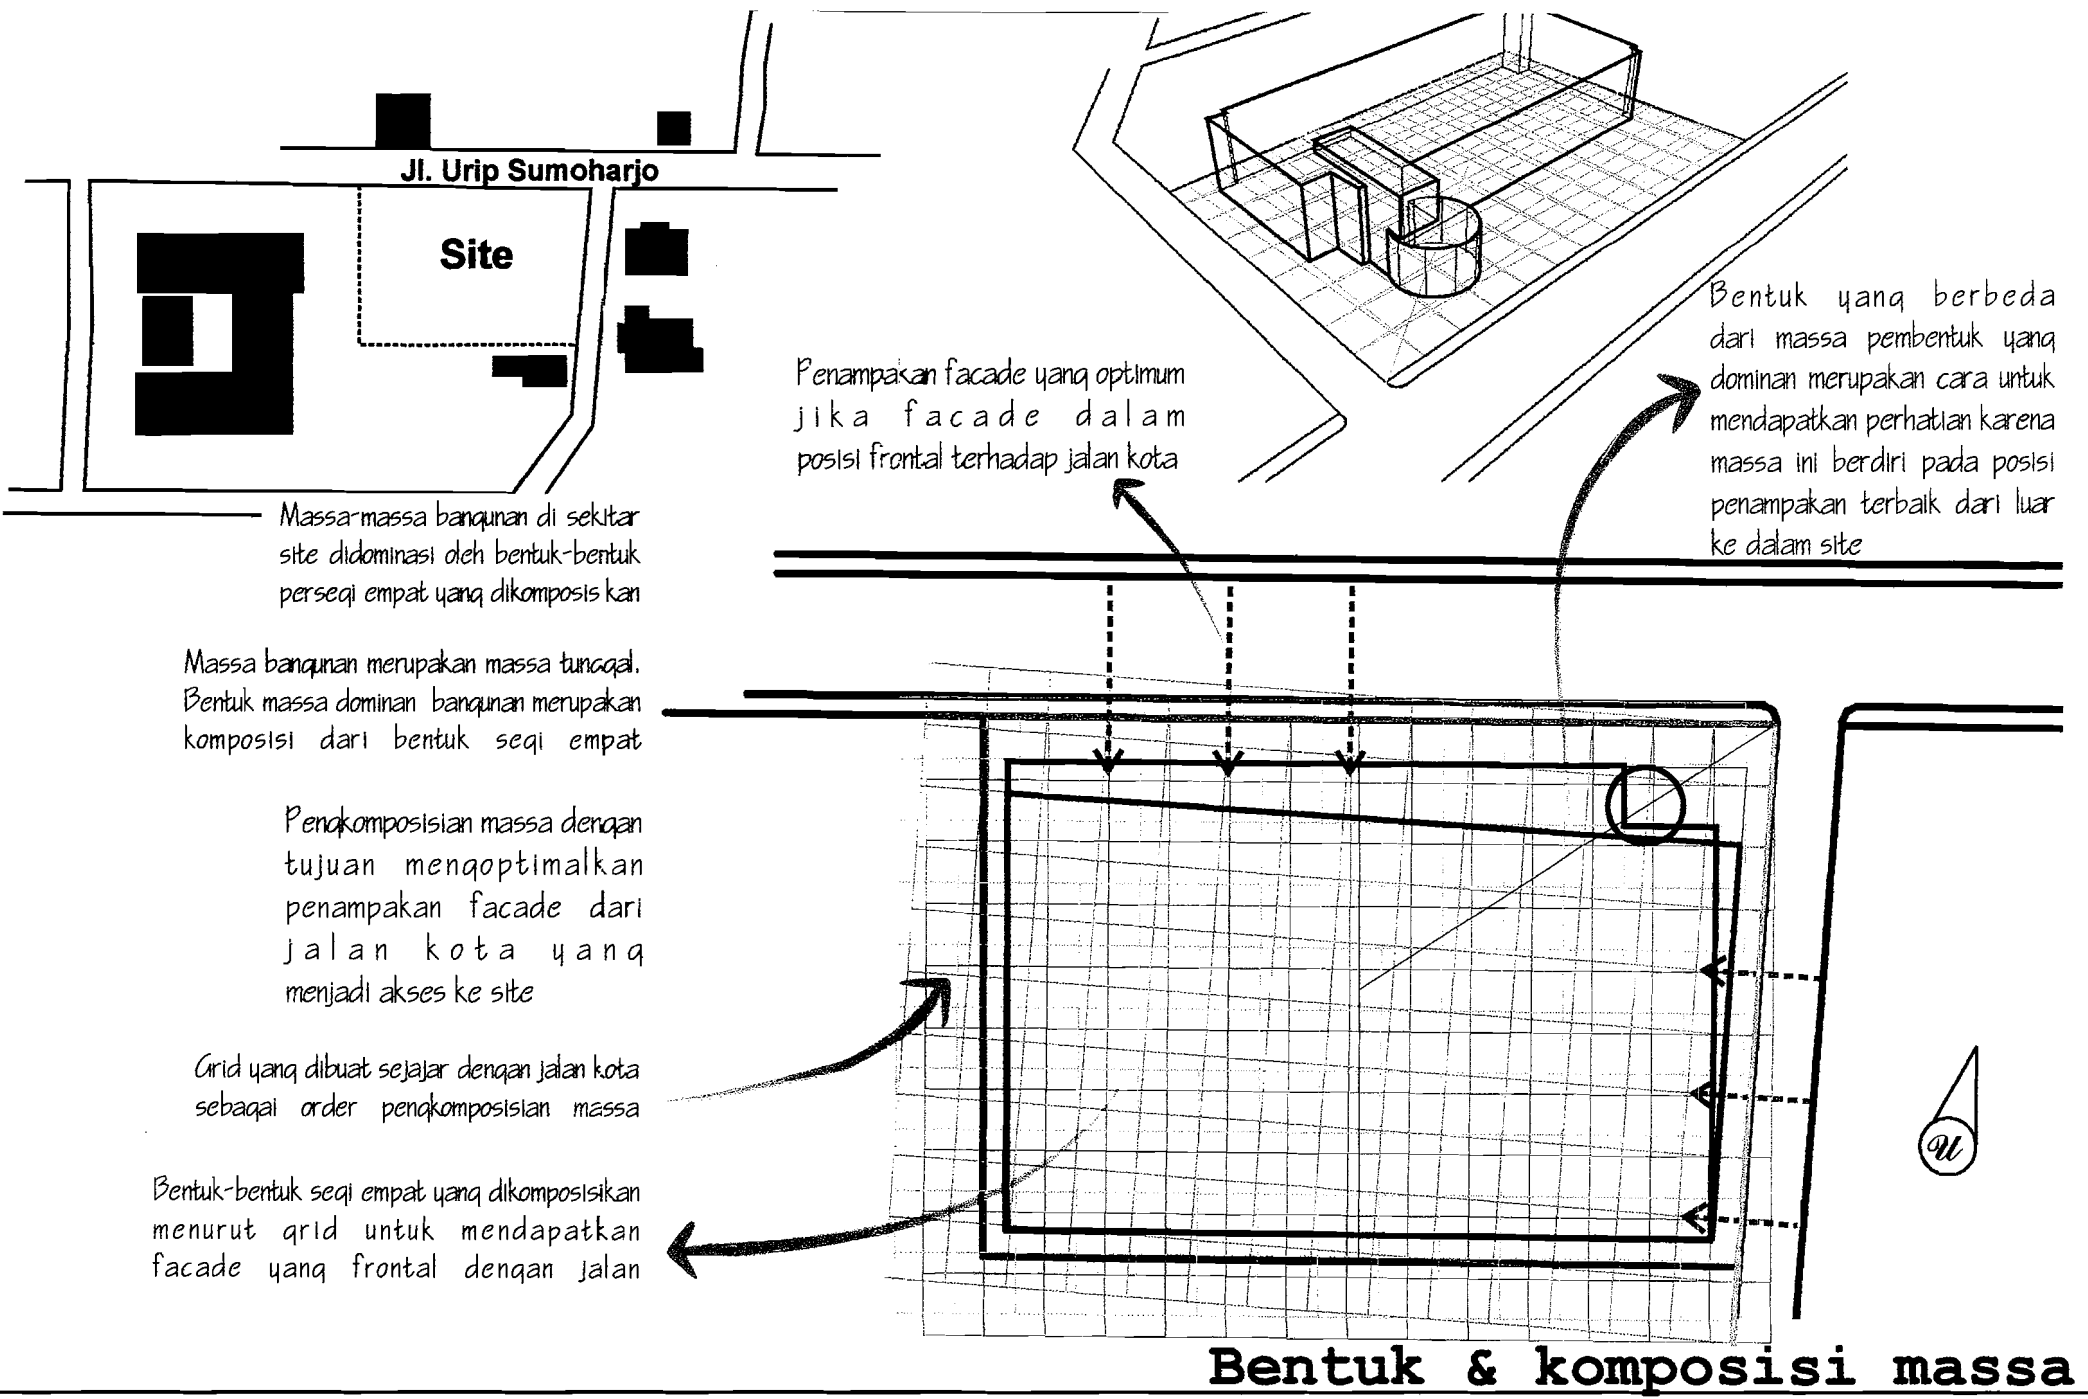 Jl. Urip Sumoharjo
Site
Massa-massa bangunan di sekitar
site didominasi oleh bentuk-bentuk
persegi empat yang dikomposis kan
Massa bangunan merupakan massa tunggal.
Bentuk massa dominan bangunan merupakan
komposisi dari bentuk segi empat
Pengkomposisian massa dengan
tujuan mengoptimalkan
penampakan facade dari
jalan kota yang
menjadi akses ke site
Grid yang dibuat sejajar dengan jalan kota
sebagai order pengkomposisian massa
Bentuk-bentuk segi empat yang dikomposisikan
menurut grid untuk mendapatkan
facade yang frontal dengan jalan
Penampakan facade yang optimum
jika facade dalam
posisi frontal terhadap jalan kota
Bentuk yang berbeda
dari massa pembentuk yang
dominan merupakan cara untuk
mendapatkan perhatian karena
massa ini berdiri pada posisi
penampakan terbaik dari luar
ke dalam site
U
Bentuk & komposisi massa